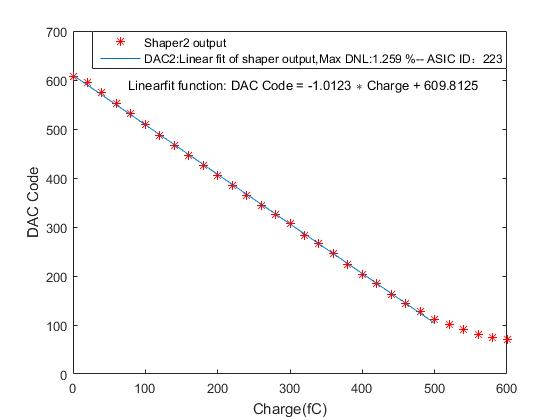 700
600
500
400
300
200
100
0
DAC Code
Shaper2 output
DAC2:Linear fit of shaper output,Max DNL:1.259 %-- ASIC ID：223
Linearfit function: DAC Code = -1.0123 * Charge + 609.8125
0 100 200 300 400 500 600
Charge(fC)